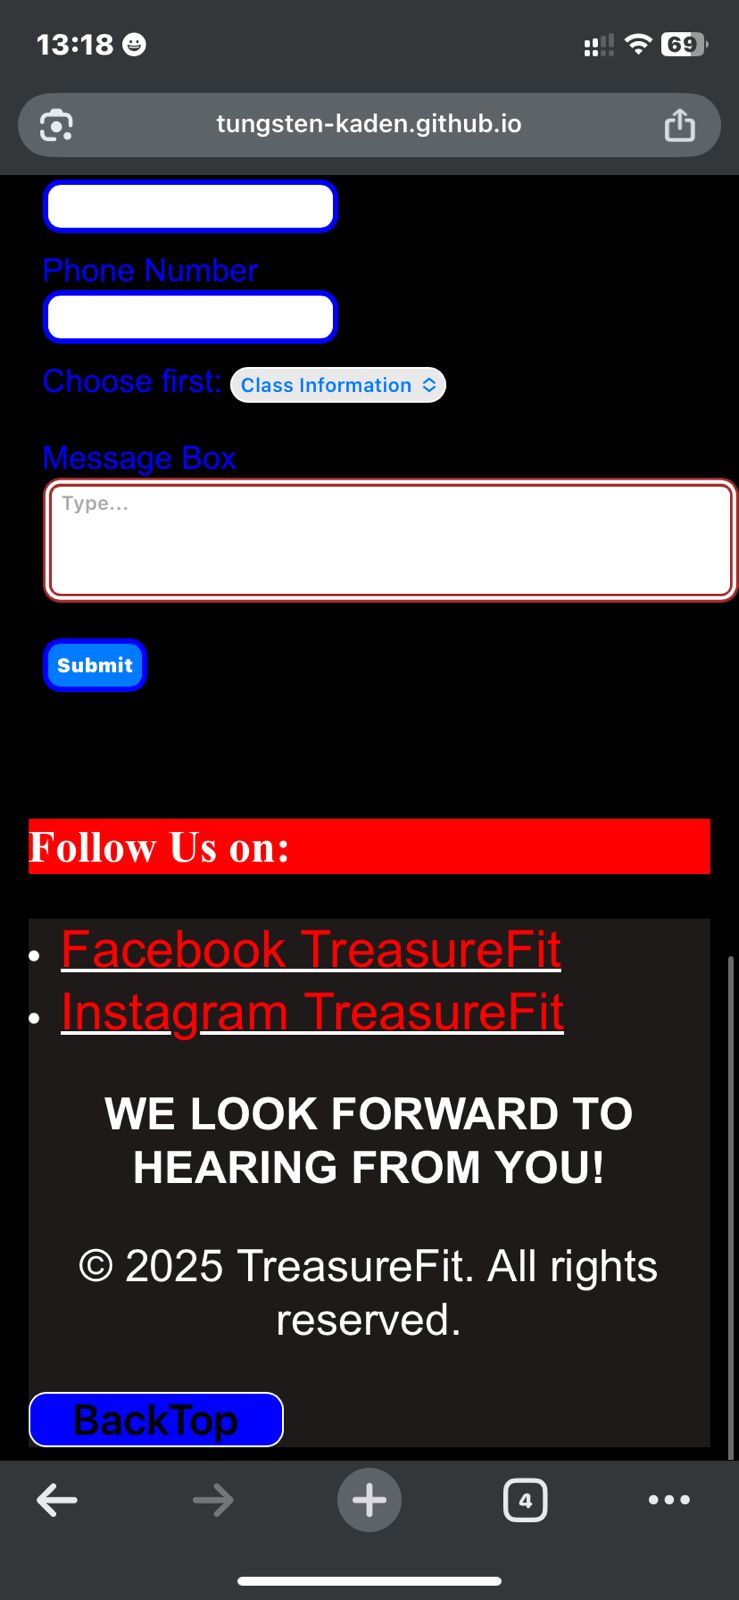 13:18
69
tungsten-kaden.github.io
Phone Number
Choose first: Class Information
Message Box
Type...
Submit
Follow Us on:
Facebook TreasureFit
Instagram TreasureFit
WE LOOK FORWARD TO
HEARING FROM YOU!
© 2025 TreasureFit. All rights
reserved.
BackTop
4